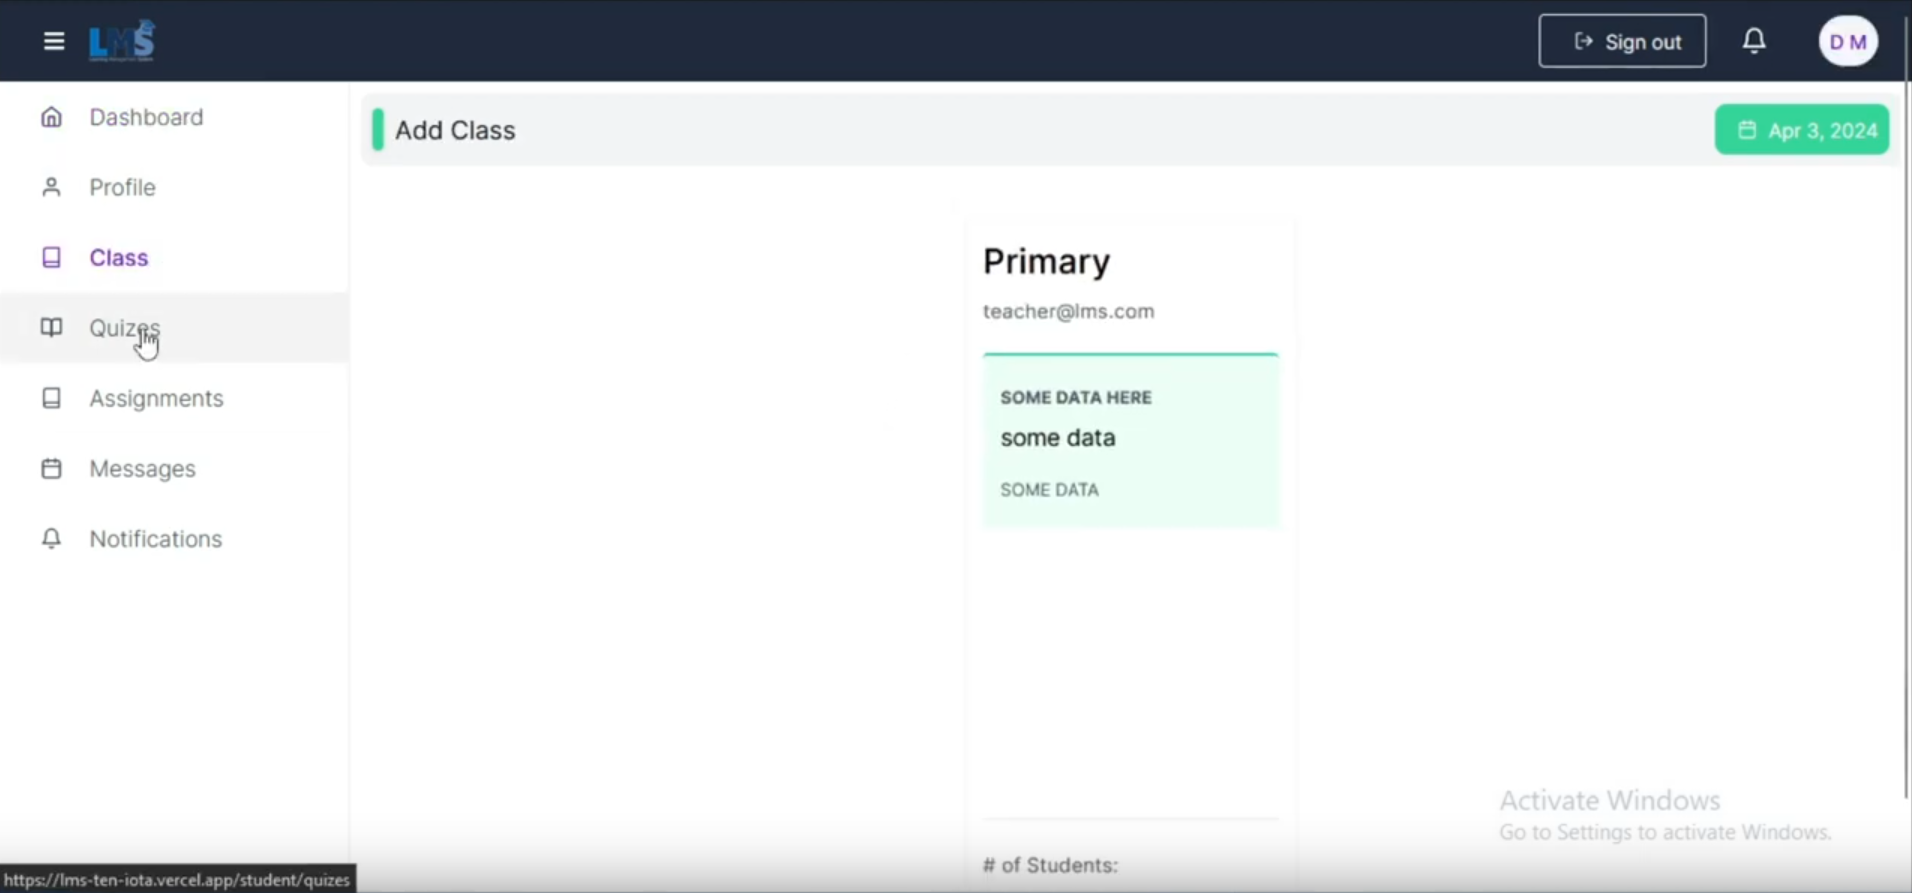 LMS
Sign out
D M
Dashboard
Profile
Class
Quizes
Assignments
Messages
Notifications
Add Class
Apr 3, 2024
Primary
teacher@lms.com
SOME DATA HERE
some data
SOME DATA
# of Students:
Activate Windows
Go to Settings to activate Windows.
https://lms-ten-iota.vercel.app/student/quizes